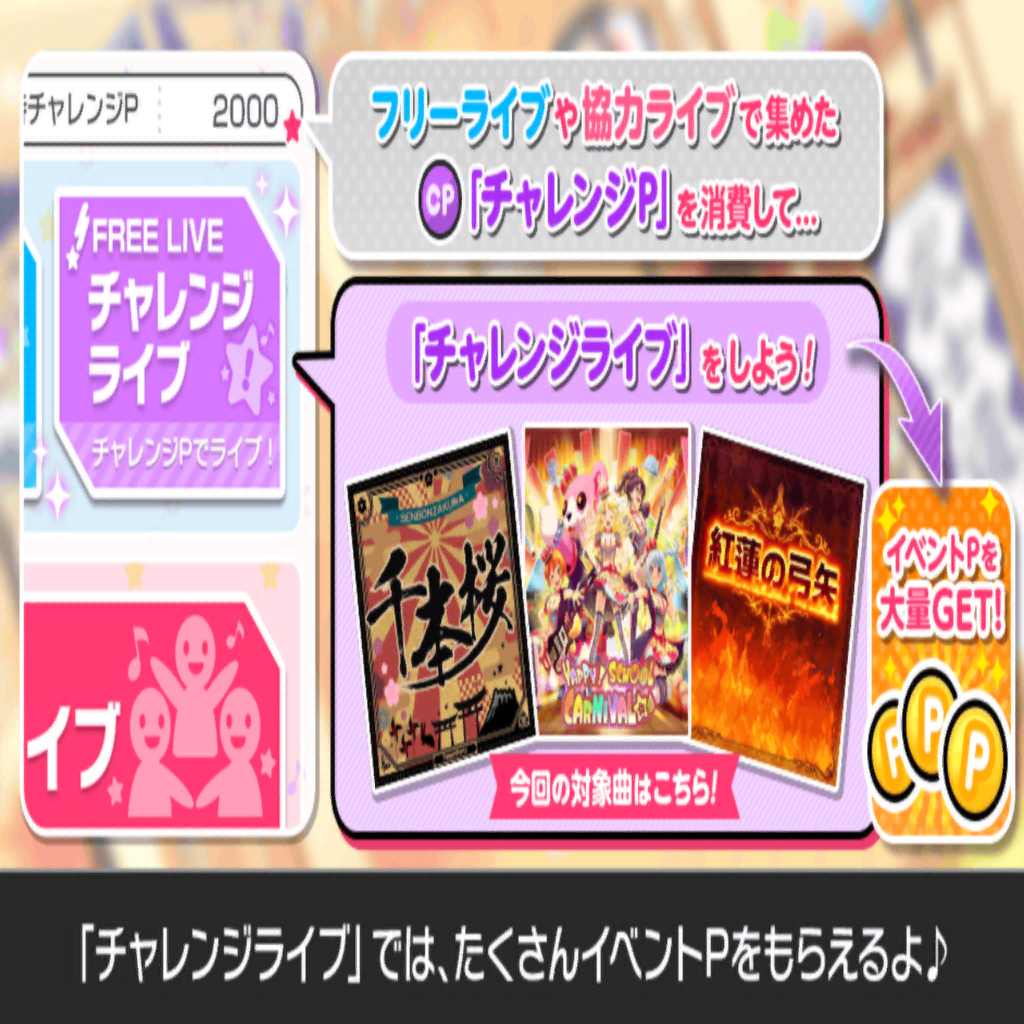 チャレンジP 2000
フリーライブや協力ライブで集めた
CP「チャレンジP」を消費して...
FREE LIVE
チャレンジ
ライブ
チャレンジPでライブ！
「チャレンジライブ」をしよう！
SENBONZAKURA
千本桜
YAPPY! SCHOOL
CARNIVAL
紅蓮の弓矢
今回の対象曲はこちら！
イベントPを
大量GET!
P
P
P
イブ
「チャレンジライブ」では、たくさんイベントPをもらえるよ♪